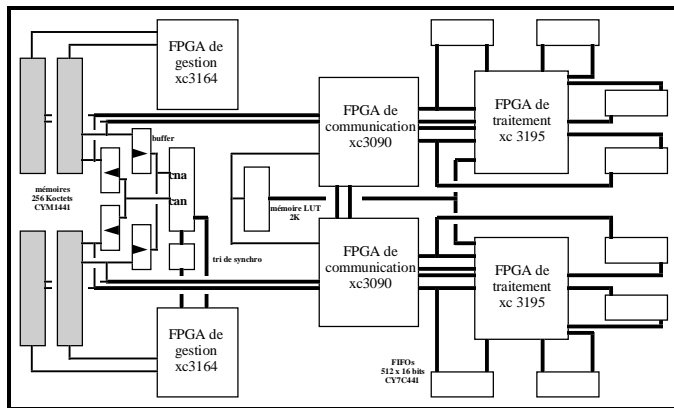 FPGA de
gestion
xc3164
FPGA de
communication
xc3090
FPGA de
traitement
xc 3195
buffer
cna
can
mémoires
256 Koctets
CYM1441
mémoire LUT
2K
tri de synchro
FPGA de
communication
xc3090
FPGA de
traitement
xc 3195
FPGA de
gestion
xc3164
FIFOs
512 x 16 bits
CY7C441